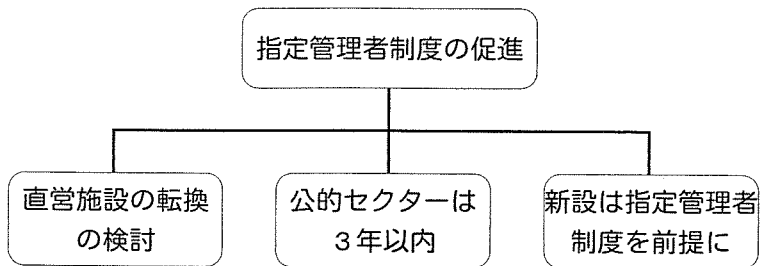 指定管理者制度の促進
直営施設の転換
の検討
公的セクターは
３年以内
新設は指定管理者
制度を前提に